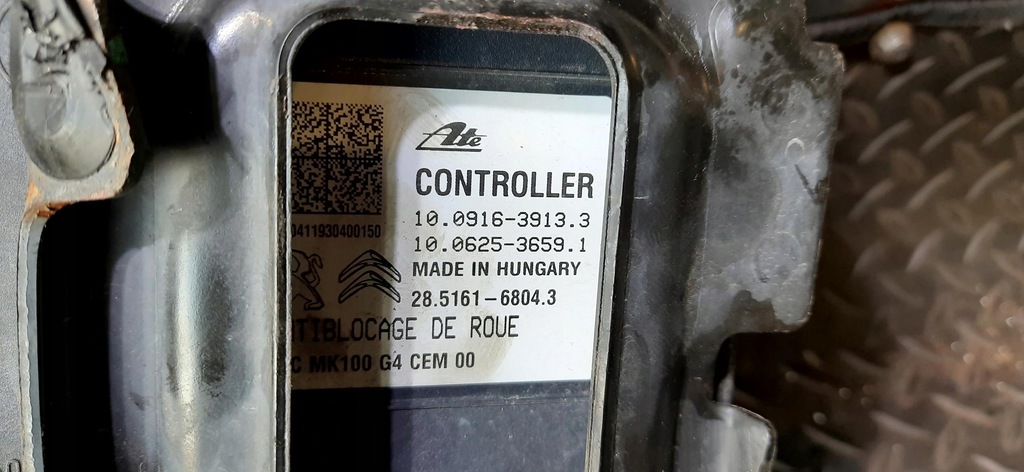 Ate
CONTROLLER
10.0916-3913.3
0411930400150
10.0625-3659.1
MADE IN HUNGARY
28.5161-6804.3
TIBLOCAGE DE ROUE
C MK100 G4 CEM 00